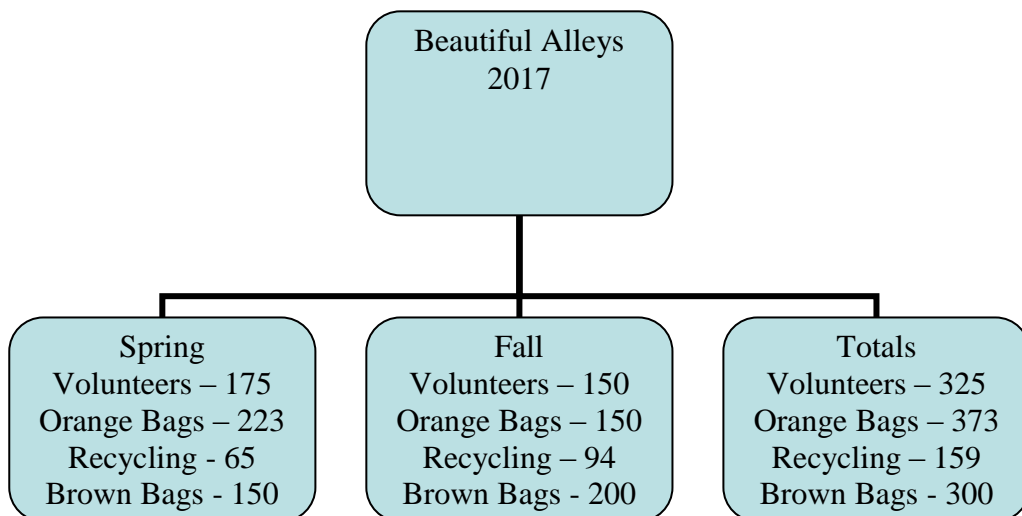 Beautiful Alleys
2017
Spring
Volunteers – 175
Orange Bags – 223
Recycling - 65
Brown Bags - 150
Fall
Volunteers – 150
Orange Bags – 150
Recycling – 94
Brown Bags - 200
Totals
Volunteers – 325
Orange Bags – 373
Recycling – 159
Brown Bags - 300